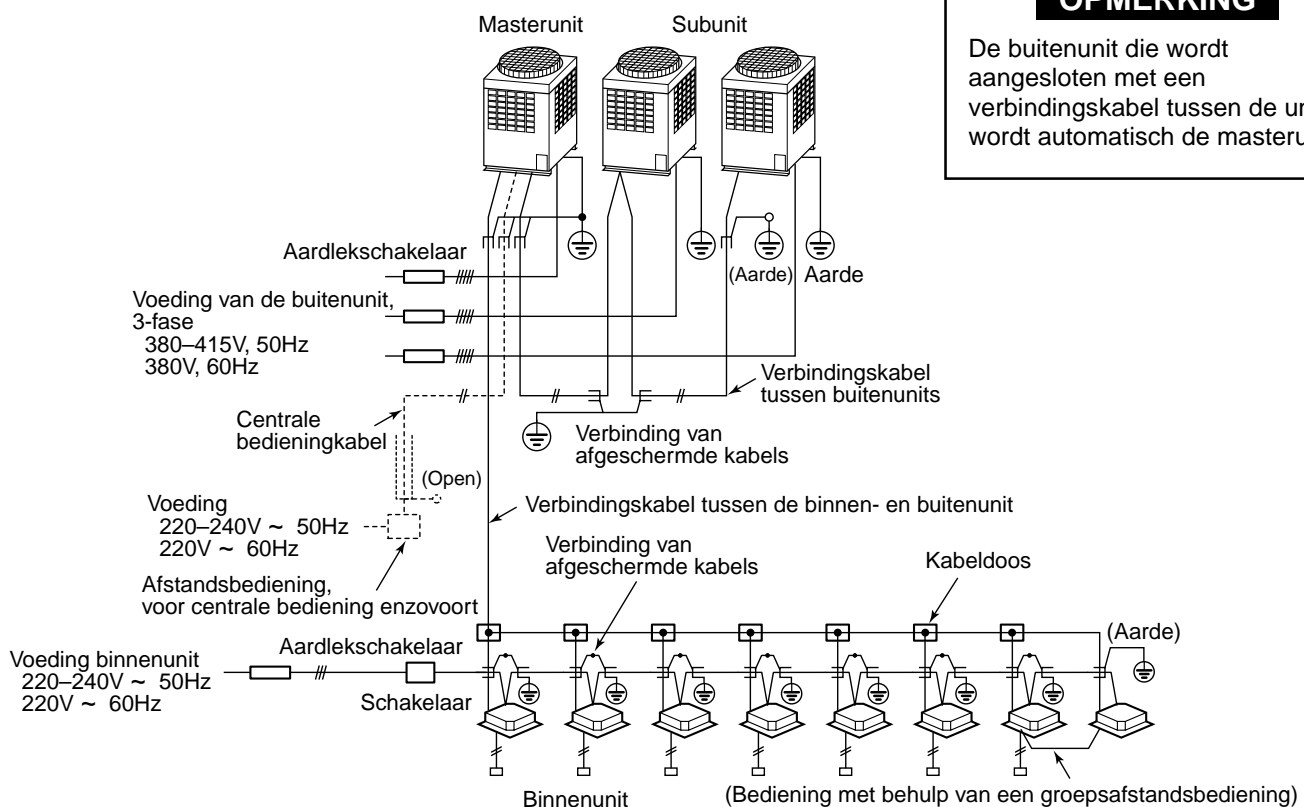 OPMERKING
Masterunit
Subunit
De buitenunit die wordt
aangesloten met een
verbindingskabel tussen de
wordt automatisch de
Aardlekschakelaar
(Aarde)
Aarde
Voeding van de buitenunit,
3-fase
380–415V, 50Hz
380V, 60Hz
Verbindingskabel
tussen buitenunits
Centrale
bedieningkabel
Verbinding van
afgeschermde kabels
(Open)
Voeding
220–240V ~ 50Hz
220V ~ 60Hz
Verbindingskabel tussen de binnen- en buitenunit
Verbinding van
afgeschermde kabels
Kabeldoos
Afstandsbediening,
voor centrale bediening enzovoort
Aardlekschakelaar
(Aarde)
Voeding binnenunit
220–240V ~ 50Hz
220V ~ 60Hz
Schakelaar
Binnenunit
(Bediening met behulp van een groepsafstandsbediening)